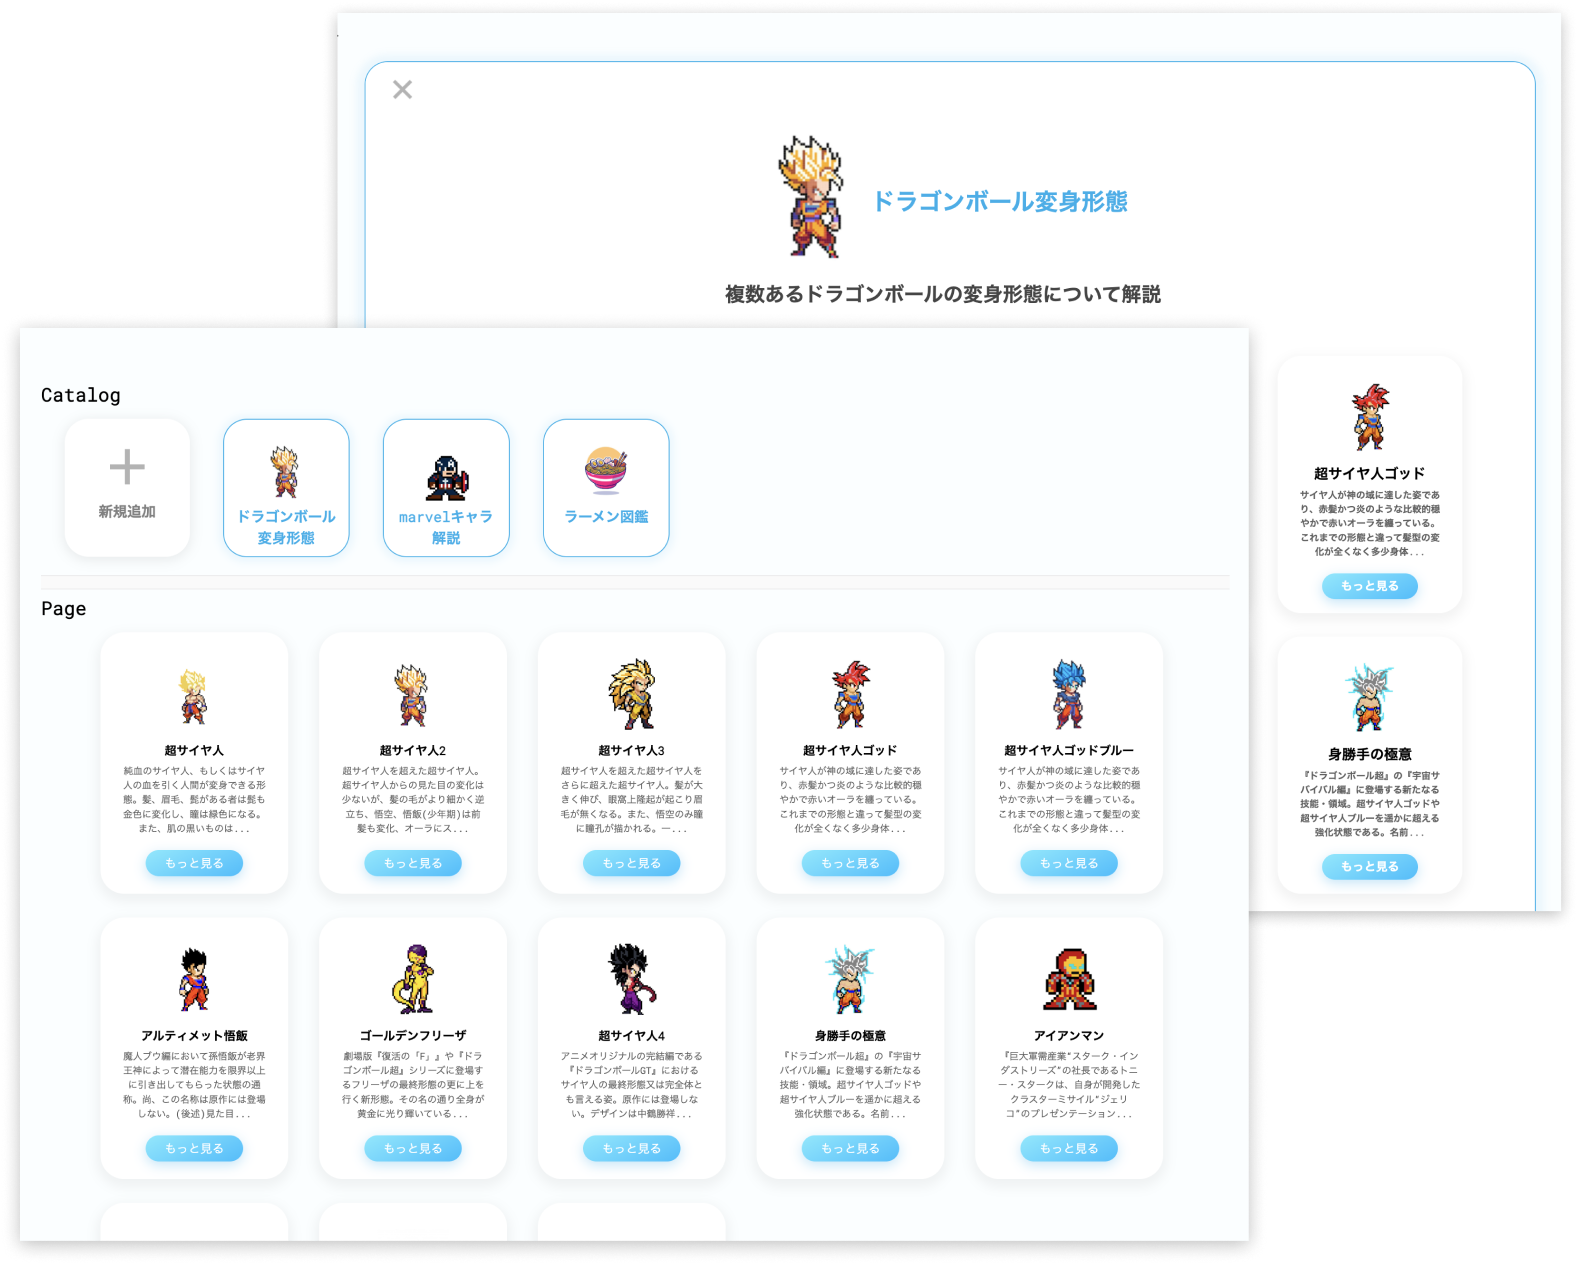 ドラゴンボール変身形態
複数あるドラゴンボールの変身形態について解説
超サイヤ人ゴッド
サイヤ人が神の域に達した姿であ
り、赤髪かつ炎のような比較的穏
やかで赤いオーラを纏っている。
これまでの形態と違って髪型の変
化が全くなく多少身体...
もっと見る
身勝手の極意
『ドラゴンボール超』の『宇宙サ
バイバル編』に登場する新たなる
技能・領域。超サイヤ人ゴッドや
超サイヤ人ブルーを遥かに超える
強化状態である。名前...
もっと見る
Catalog
新規追加
ドラゴンボール
変身形態
marvelキャラ
解説
ラーメン図鑑
Page
超サイヤ人
純血のサイヤ人、もしくはサイヤ
人の血を引く人間が変身できる形
態。髪、眉毛、髭がある者は髭も
金色に変化し、瞳は緑色になる。
また、肌の黒いものは...
もっと見る
超サイヤ人2
超サイヤ人を超えた超サイヤ人。
超サイヤ人からの見た目の変化は
少ないが、髪の毛がより細かく逆
立ち、悟空、悟飯(少年期)は前
髪も変化、オーラにス...
もっと見る
超サイヤ人3
超サイヤ人を超えた超サイヤ人を
さらに超えた超サイヤ人。髪が大
きく伸び、眼窩上隆起が起こり眉
毛が無くなる。また、悟空のみ瞳
に瞳孔が描かれる。一...
もっと見る
超サイヤ人ゴッド
サイヤ人が神の域に達した姿であ
り、赤髪かつ炎のような比較的穏
やかで赤いオーラを纏っている。
これまでの形態と違って髪型の変
化が全くなく多少身体...
もっと見る
超サイヤ人ゴッドブルー
サイヤ人が神の域に達した姿であ
り、赤髪かつ炎のような比較的穏
やかで赤いオーラを纏っている。
これまでの形態と違って髪型の変
化が全くなく多少身体...
もっと見る
アルティメット悟飯
魔人ブウ編において孫悟飯が老界
王神によって潜在能力を限界以上
に引き出してもらった状態の通
称。尚、この名称は原作には登場
しない。(後述)見た目...
もっと見る
ゴールデンフリーザ
劇場版『復活の「F」』や『ドラ
ゴンボール超』シリーズに登場す
るフリーザの最終形態の更に上を
行く新形態。その名の通り全身が
黄金に光り輝いている...
もっと見る
超サイヤ人4
アニメオリジナルの完結編である
『ドラゴンボールGT』における
サイヤ人の最終形態又は完全体と
も言える姿。原作には登場しな
い。デザインは中鶴勝祥...
もっと見る
身勝手の極意
『ドラゴンボール超』の『宇宙サ
バイバル編』に登場する新たなる
技能・領域。超サイヤ人ゴッドや
超サイヤ人ブルーを遥かに超える
強化状態である。名前...
もっと見る
アイアンマン
『巨大軍需産業“スターク・イン
ダストリーズ”の社長であるトニ
ー・スタークは、自身が開発した
クラスターミサイル“ジェリ
コ”のプレゼンテーション...
もっと見る